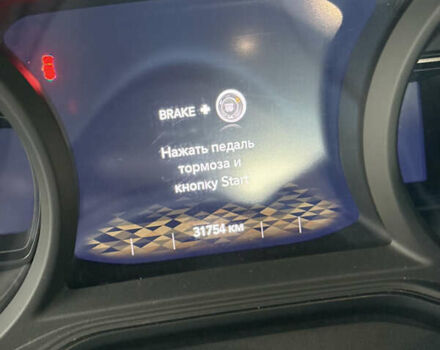 BRAKE +
Нажать педаль
тормоза и
кнопку Start
31754 км